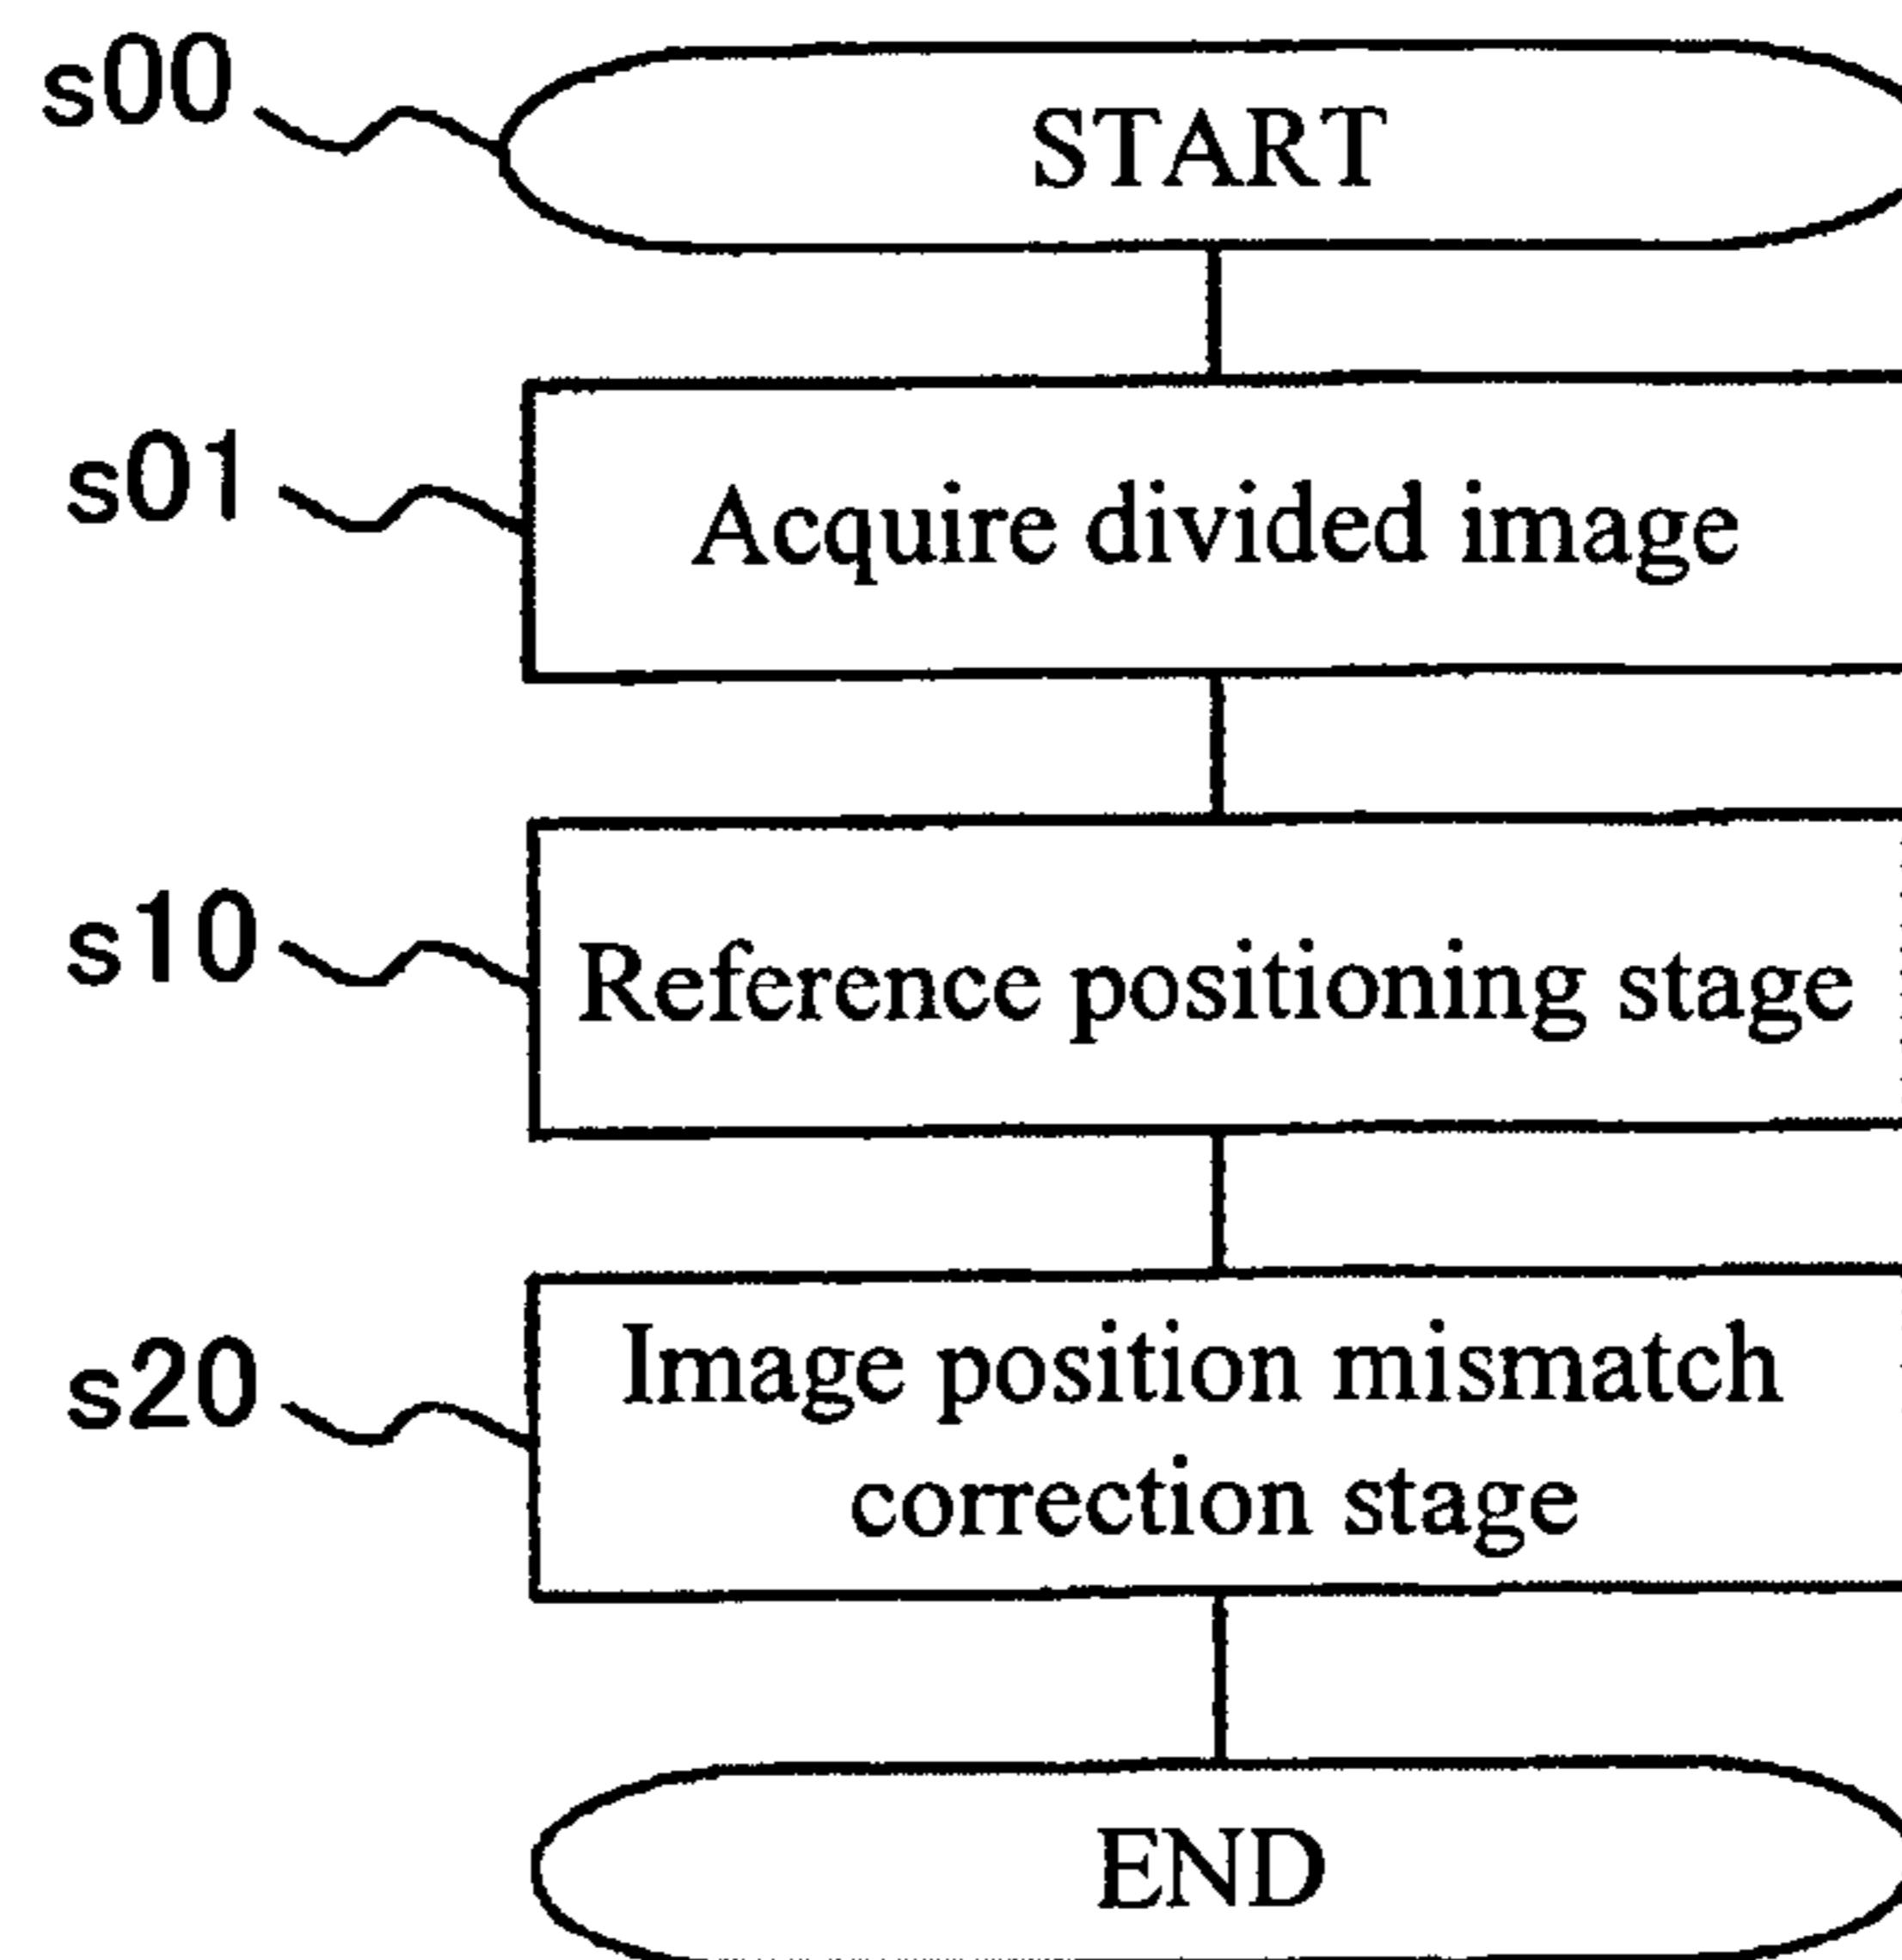 s00
START
s01
Acquire divided image
s10
Reference positioning stage
s20
Image position mismatch
correction stage
END